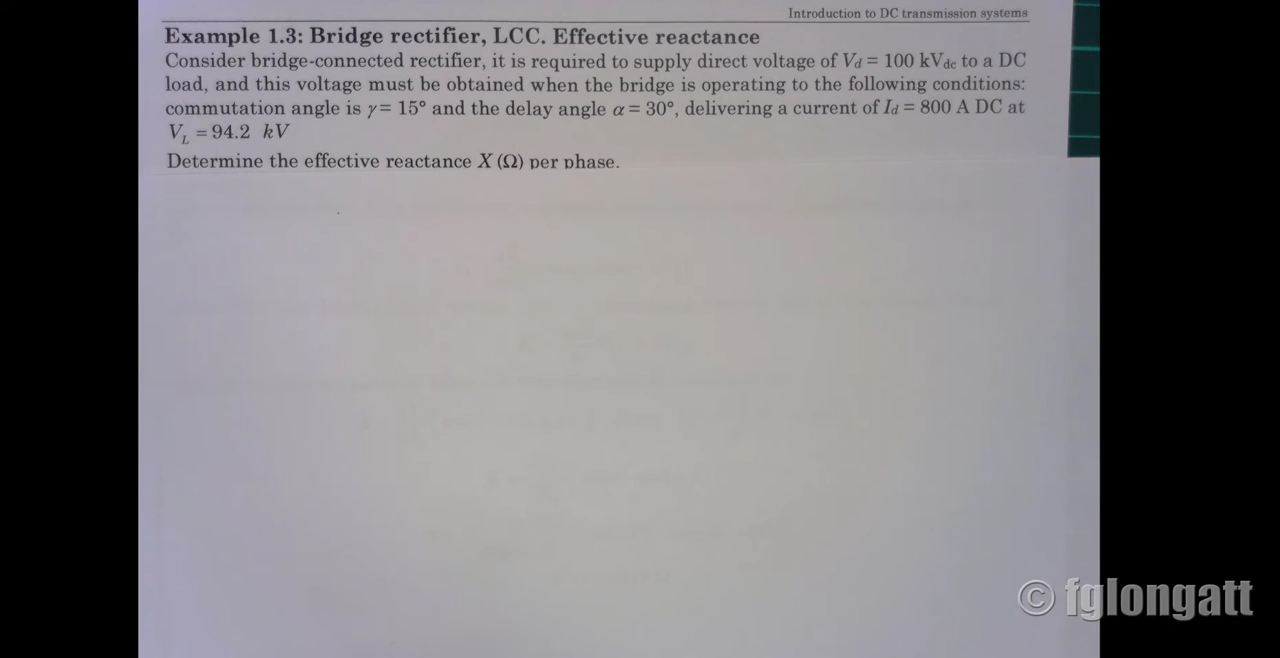 Introduction to DC transmission systems
Example 1.3: Bridge rectifier, LCC. Effective reactance
Consider bridge-connected rectifier, it is required to supply direct voltage of Vd = 100 kVdc to a DC
load, and this voltage must be obtained when the bridge is operating to the following conditions:
commutation angle is γ = 15° and the delay angle α = 30°, delivering a current of Id = 800 A DC at
VL = 94.2 kV
Determine the effective reactance X (Ω) per phase.
© fglongatt